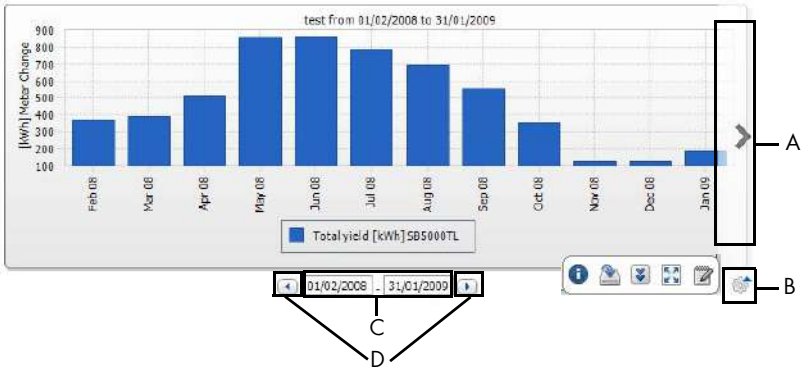 test from 01/02/2008 to 31/01/2009
[kWh] Meter Change
900
800
700
600
500
400
300
200
100
Feb 08
Mar 08
Apr 08
May 08
Jun 08
Jul 08
Aug 08
Sep 08
Oct 08
Nov 08
Dec 08
Jan 09
Total yield [kWh] SB5000TL
01/02/2008 - 31/01/2009
A
B
C
D